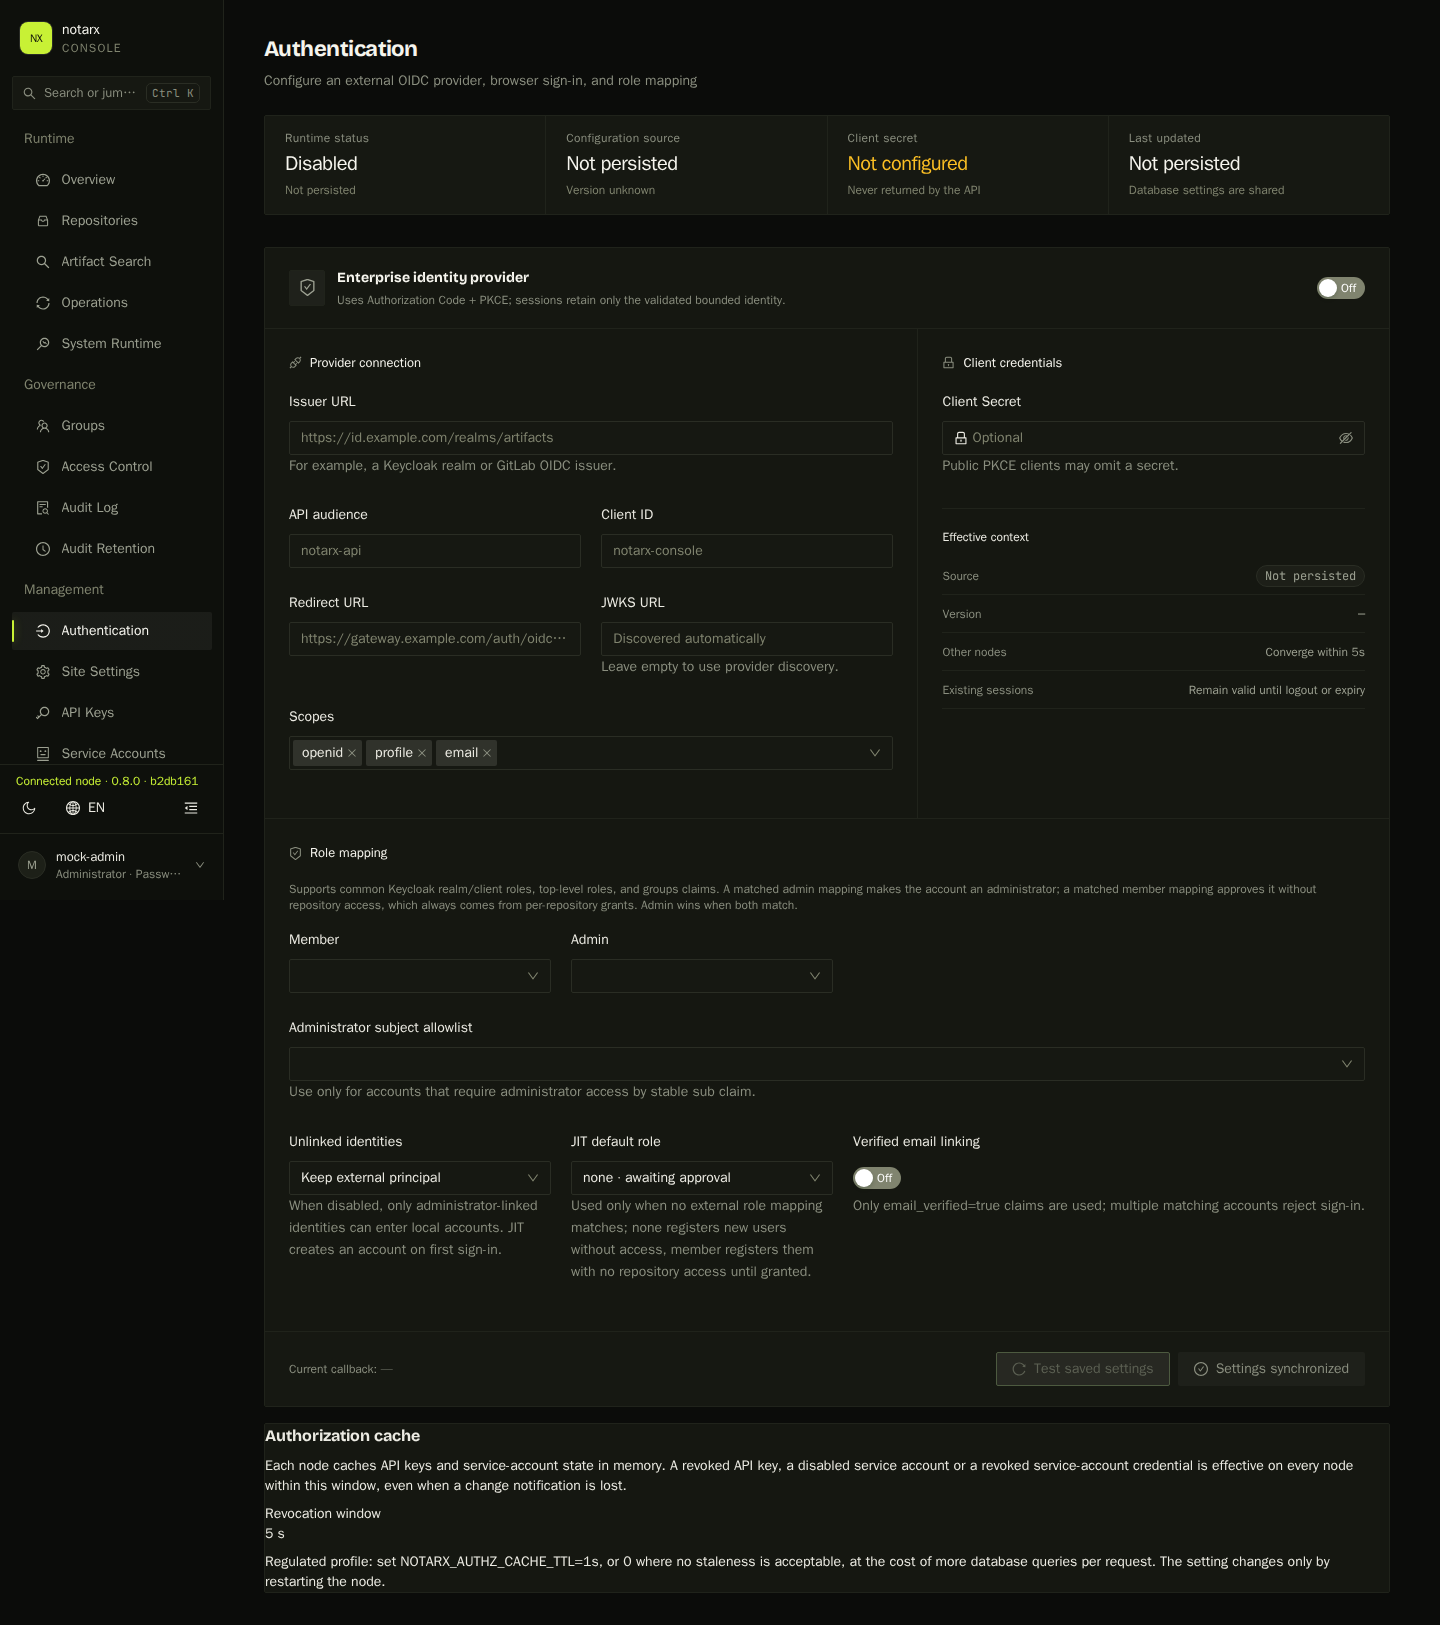 NX
notarx
CONSOLE
Search or jum··· Ctrl K
Runtime
Overview
Repositories
Artifact Search
Operations
System Runtime
Governance
Groups
Access Control
Audit Log
Audit Retention
Management
Authentication
Site Settings
API Keys
Service Accounts
Connected node · 0.8.0 · b2db161
EN
M
mock-admin
Administrator · Passw···
Authentication
Configure an external OIDC provider, browser sign-in, and role mapping
Runtime status
Disabled
Not persisted
Configuration source
Not persisted
Version unknown
Client secret
Not configured
Never returned by the API
Last updated
Not persisted
Database settings are shared
Enterprise identity provider
Uses Authorization Code + PKCE; sessions retain only the validated bounded identity.
Off
Provider connection
Issuer URL
https://id.example.com/realms/artifacts
For example, a Keycloak realm or GitLab OIDC issuer.
API audience
notarx-api
Client ID
notarx-console
Redirect URL
https://gateway.example.com/auth/oidc···
JWKS URL
Discovered automatically
Leave empty to use provider discovery.
Scopes
openid profile email
Client credentials
Client Secret
Optional
Public PKCE clients may omit a secret.
Effective context
Source Not persisted
Version —
Other nodes Converge within 5s
Existing sessions Remain valid until logout or expiry
Role mapping
Supports common Keycloak realm/client roles, top-level roles, and groups claims. A matched admin mapping makes the account an administrator; a matched member mapping approves it without
repository access, which always comes from per-repository grants. Admin wins when both match.
Member
Admin
Administrator subject allowlist
Use only for accounts that require administrator access by stable sub claim.
Unlinked identities
Keep external principal
When disabled, only administrator-linked
identities can enter local accounts. JIT
creates an account on first sign-in.
JIT default role
none · awaiting approval
Used only when no external role mapping
matches; none registers new users
without access, member registers them
with no repository access until granted.
Verified email linking
Off
Only email_verified=true claims are used; multiple matching accounts reject sign-in.
Current callback: —
Test saved settings
Settings synchronized
Authorization cache
Each node caches API keys and service-account state in memory. A revoked API key, a disabled service account or a revoked service-account credential is effective on every node
within this window, even when a change notification is lost.
Revocation window
5 s
Regulated profile: set NOTARX_AUTHZ_CACHE_TTL=1s, or 0 where no staleness is acceptable, at the cost of more database queries per request. The setting changes only by
restarting the node.